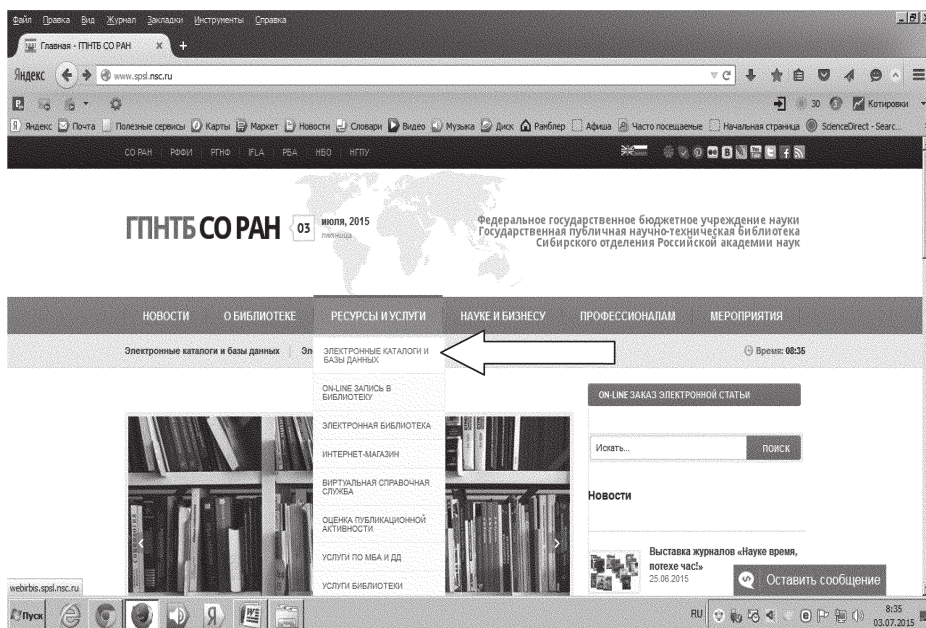 Файл Правка Вид Журнал Закладки Инструменты Справка
Главная - ГПНТБ СО РАН × +
Яндекс www.spsl.nsc.ru
30 Котировки
Яндекс Почта Полезные сервисы Карты Маркет Новости Словари Видео Музыка Диск Рамблер Афиша Часто посещаемые Начальная страница ScienceDirect - Searc...
СО РАН РФФИ РГНФ IFLA РБА НБО НГПУ
ГПНТБ СО РАН
03
июля, 2015
пятница
Федеральное государственное бюджетное учреждение науки
Государственная публичная научно-техническая библиотека
Сибирского отделения Российской академии наук
НОВОСТИ О БИБЛИОТЕКЕ РЕСУРСЫ И УСЛУГИ НАУКЕ И БИЗНЕСУ ПРОФЕССИОНАЛАМ МЕРОПРИЯТИЯ
Электронные каталоги и базы данных Эл
Время: 08:35
ЭЛЕКТРОННЫЕ КАТАЛОГИ И
БАЗЫ ДАННЫХ
ON-LINE ЗАПИСЬ В
БИБЛИОТЕКУ
ЭЛЕКТРОННАЯ БИБЛИОТЕКА
ИНТЕРНЕТ-МАГАЗИН
ВИРТУАЛЬНАЯ СПРАВОЧНАЯ
СЛУЖБА
ОЦЕНКА ПУБЛИКАЦИОННОЙ
АКТИВНОСТИ
УСЛУГИ ПО МБА И ДД
УСЛУГИ БИБЛИОТЕКИ
ON-LINE ЗАКАЗ ЭЛЕКТРОННОЙ СТАТЬИ
Искать... ПОИСК
Новости
Выставка журналов «Науке время,
потехе час!»
25.06.2015
Оставить сообщение
webirbis.spsl.nsc.ru
Пуск
RU
8:35
03.07.2015